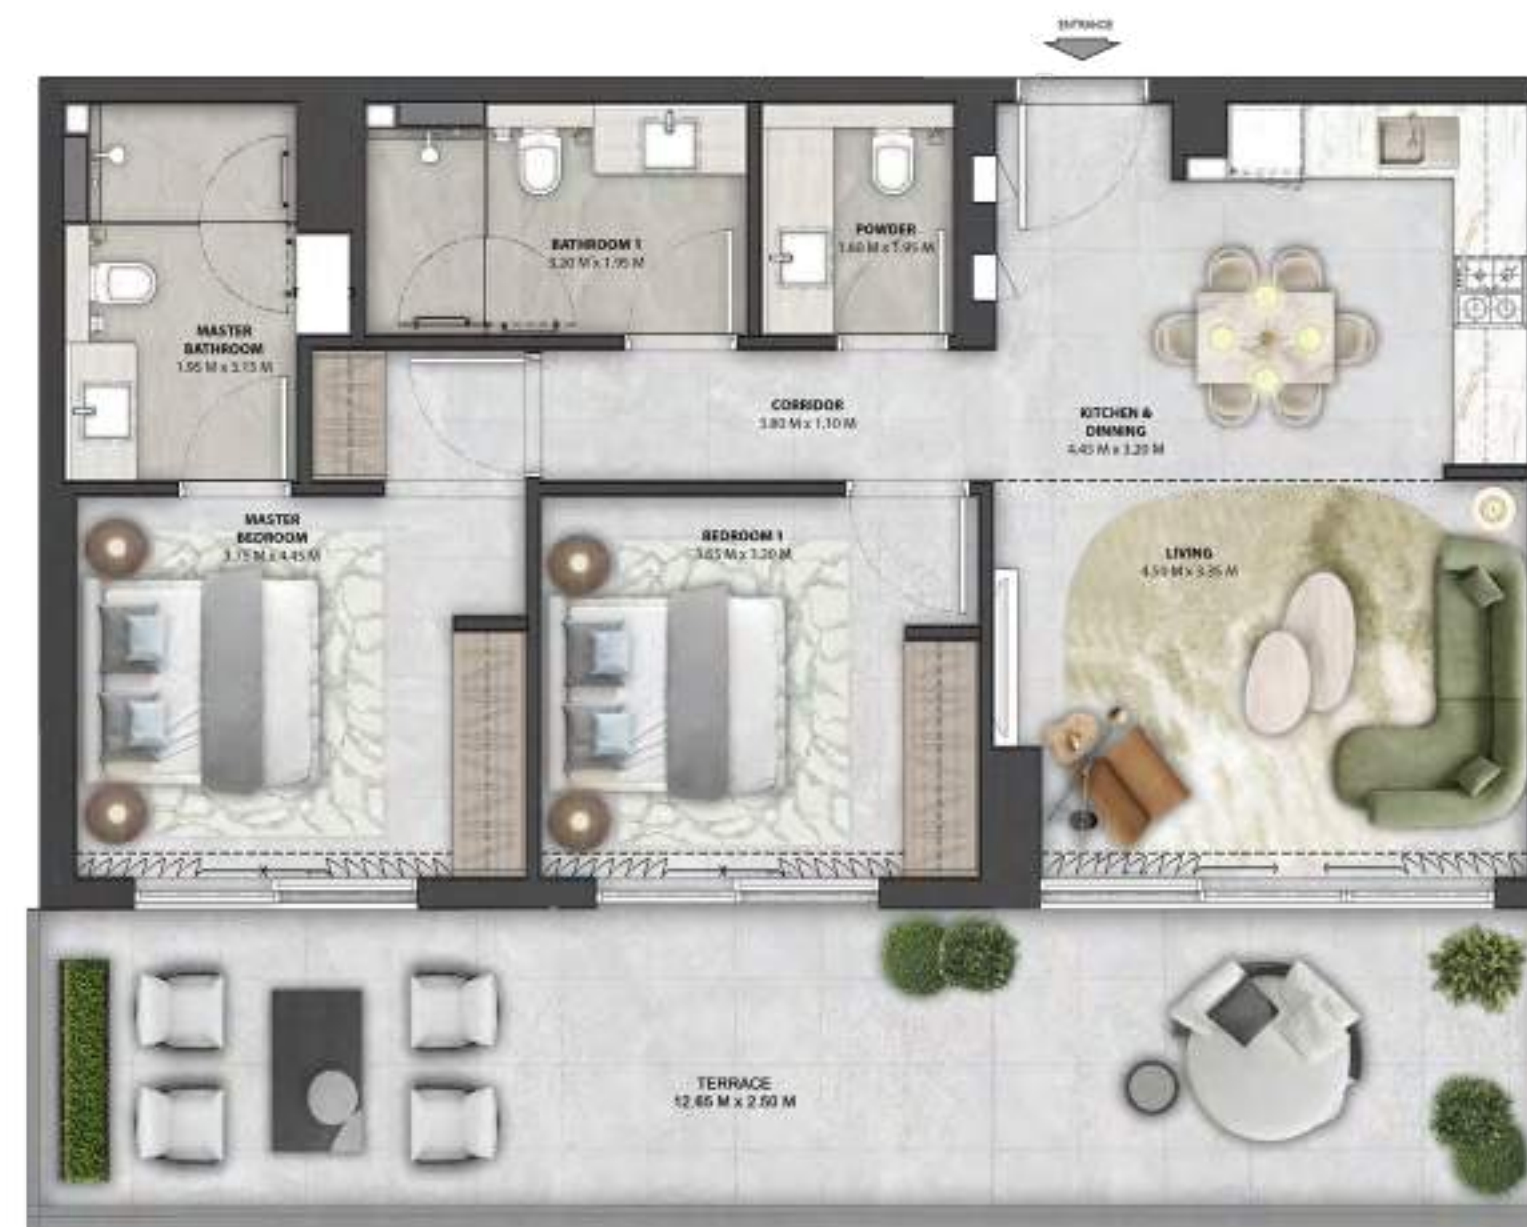 ENTRANCE
BATHROOM 1
3.20 M x 1.95 M
POWDER
1.60 M x 1.95 M
MASTER
BATHROOM
1.95 M x 3.15 M
CORRIDOR
3.80 M x 1.10 M
KITCHEN &
DINNING
4.45 M x 3.20 M
MASTER
BEDROOM
3.75 M x 4.45 M
BEDROOM 1
3.65 M x 3.20 M
LIVING
4.50 M x 3.35 M
TERRACE
12.65 M x 2.50 M